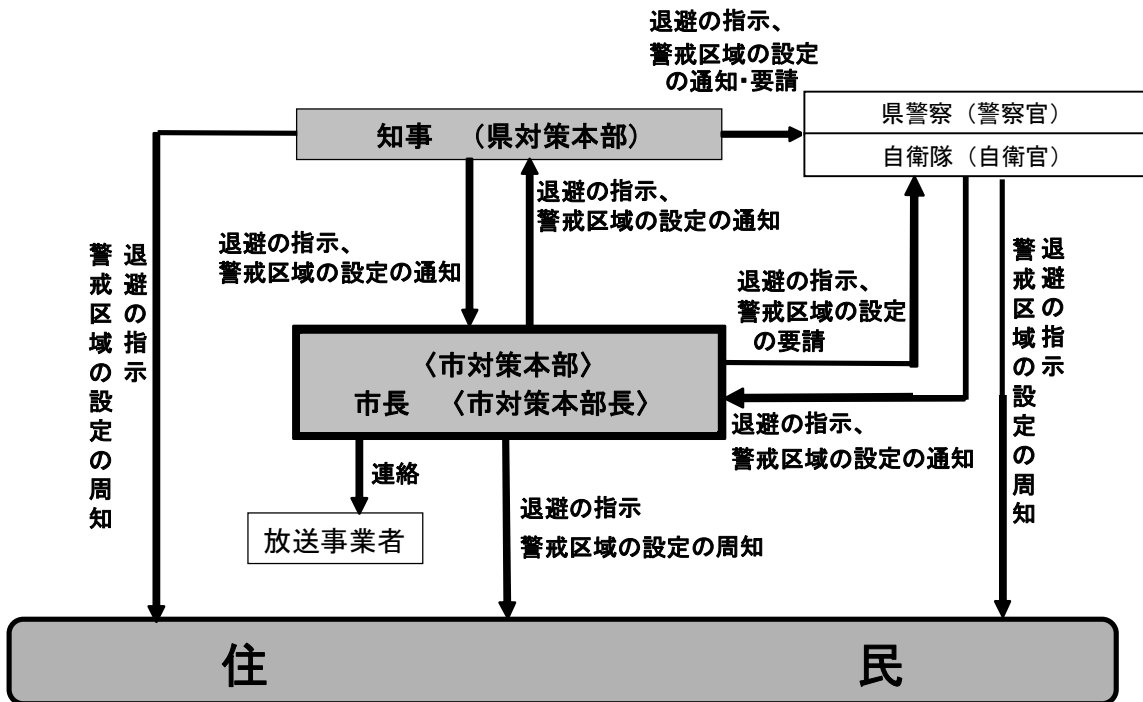 退避の指示、
警戒区域の設定
の通知・要請
知事　（県対策本部）
県警察（警察官）
自衛隊（自衛官）
退避の指示、
警戒区域の設定の通知
退避の指示、
警戒区域の設定の通知
退避の指示
警戒区域の設定の周知
退避の指示、
警戒区域の設定
の要請
退避の指示
警戒区域の設定の周知
〈市対策本部〉
市長　〈市対策本部長〉
退避の指示、
警戒区域の設定の通知
連絡
放送事業者
退避の指示
警戒区域の設定の周知
住　民